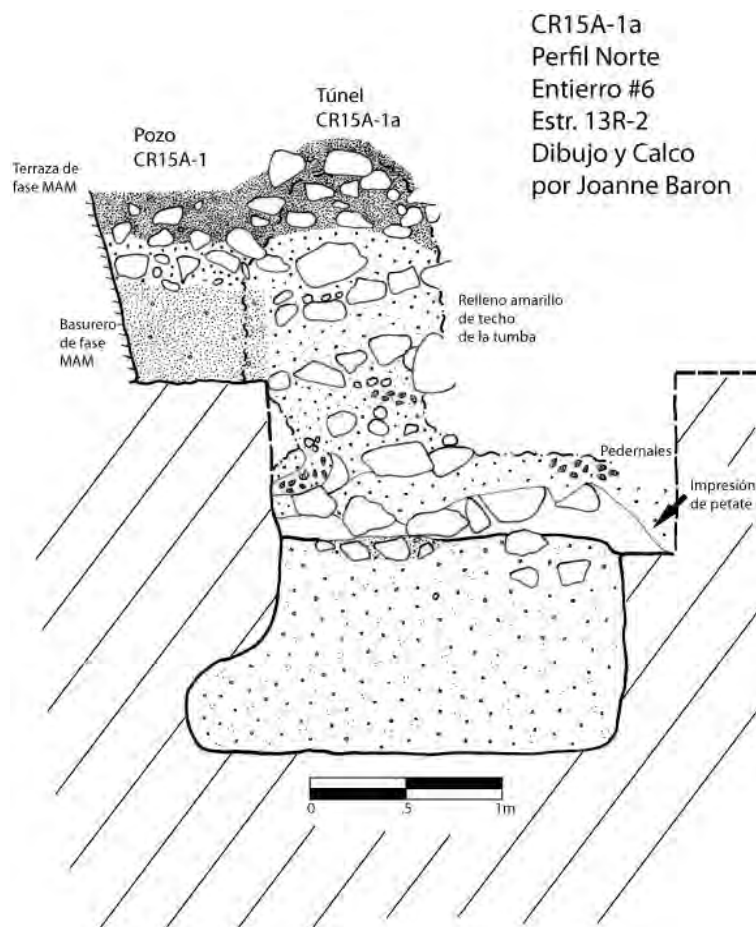 CR15A-1a
Perfil Norte
Entierro #6
Estr. 13R-2
Dibujo y Calco
por Joanne Baron
Túnel
CR15A-1a
Pozo
CR15A-1
Terraza de
fase MAM
Basurero
de fase
MAM
Relleno amarillo
de techo
de la tumba
Pedernales
Impresión
de petate
0
.5
1m